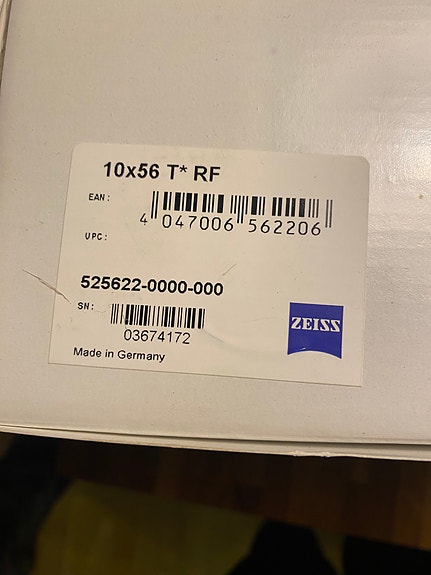 10x56 T* RF
EAN:
4 047006 562206
UPC:
525622-0000-000
SN:
03674172
ZEISS
Made in Germany